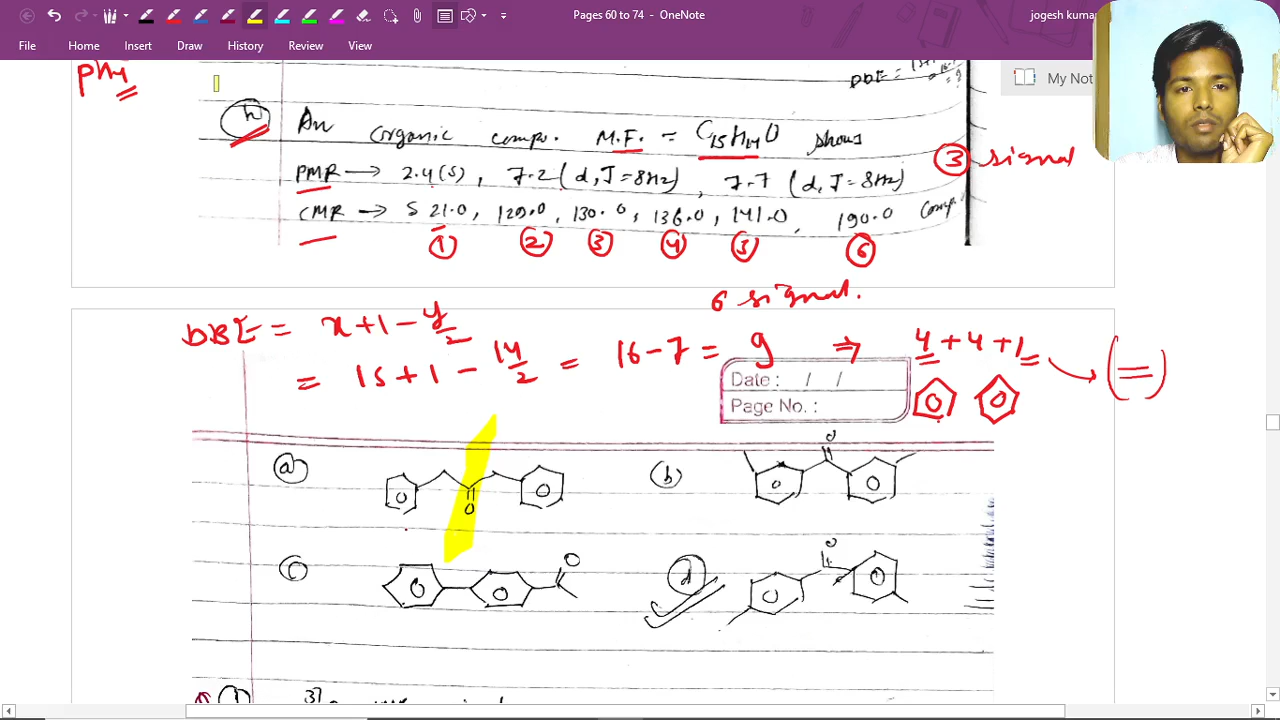 Pages 60 to 74 - OneNote
jogesh kumar
File Home Insert Draw History Review View
My Not
(h) An organic compo. M.F. = C15H14O shows
③ signal
PMR → 2.4(s), 7.2 (d, J=8Hz), 7.7 (d, J=8Hz)
CMR → δ 21.0, 129.0, 130.0, 136.0, 141.0, 190.0 comp.
① ② ③ ④ ⑤ ⑥
6 signal.
DBE = x+1-y/2
= 15+1-14/2 = 16-7 = 9 ⇒ 4+4+1 (=)
Date : / /
Page No. :
(a) O
(b) O
(c) O
(d) O